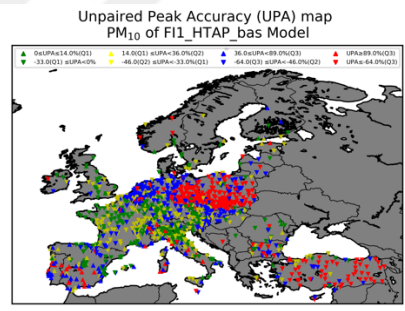 Unpaired Peak Accuracy (UPA) map
PM10 of FI1_HTAP_bas Model
0≤UPA≤14.0%(Q1) 14.0(Q1) ≤UPA<36.0%(Q2) 36.0≤UPA<89.0%(Q3) UPA≥89.0%(Q3)
-33.0(Q1) ≤UPA<0% -46.0(Q2) ≤UPA<-33.0%(Q1) -64.0(Q3) ≤UPA<-46.0%(Q2) UPA≤-64.0%(Q3)